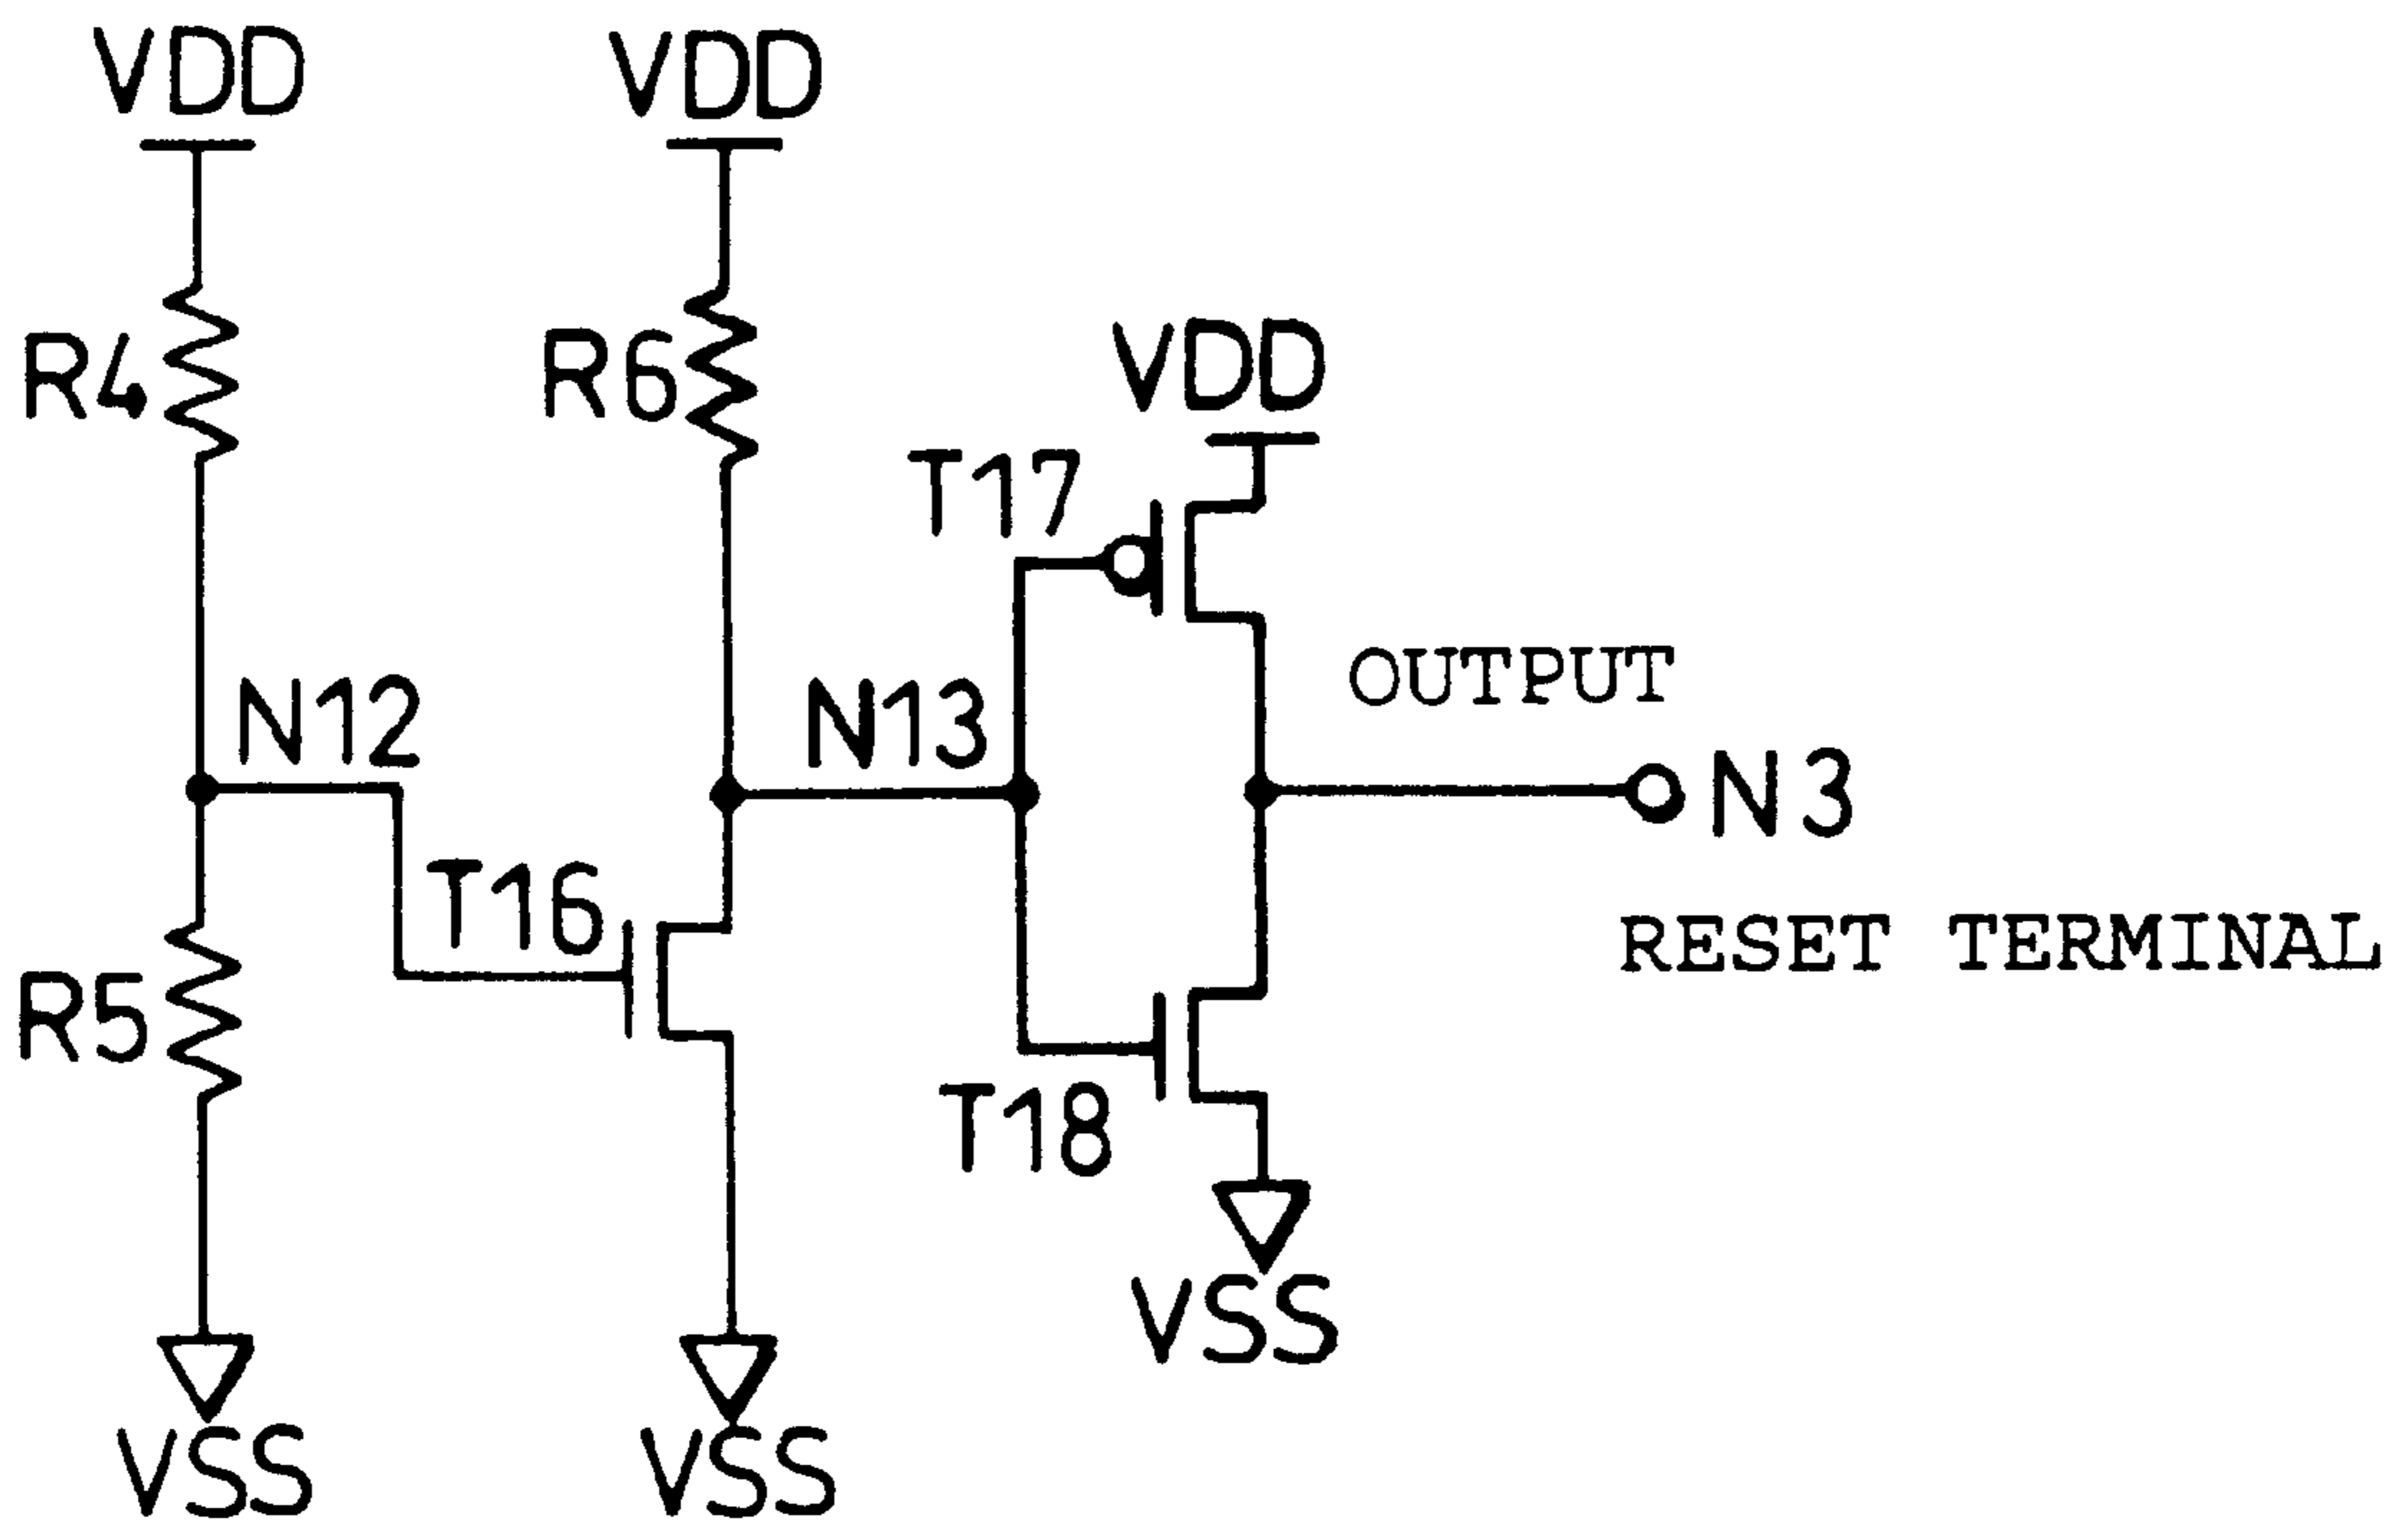 VDD
VDD
R4
R6
VDD
T17
OUTPUT
N12
N13
N3
T16
RESET TERMINAL
R5
T18
VSS
VSS
VSS